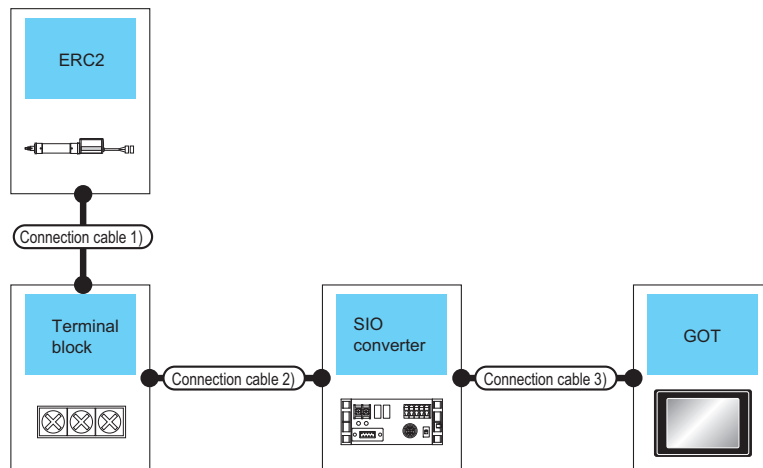 ERC2
Connection cable 1)
Terminal
block
Connection cable 2)
SIO
converter
Connection cable 3)
GOT